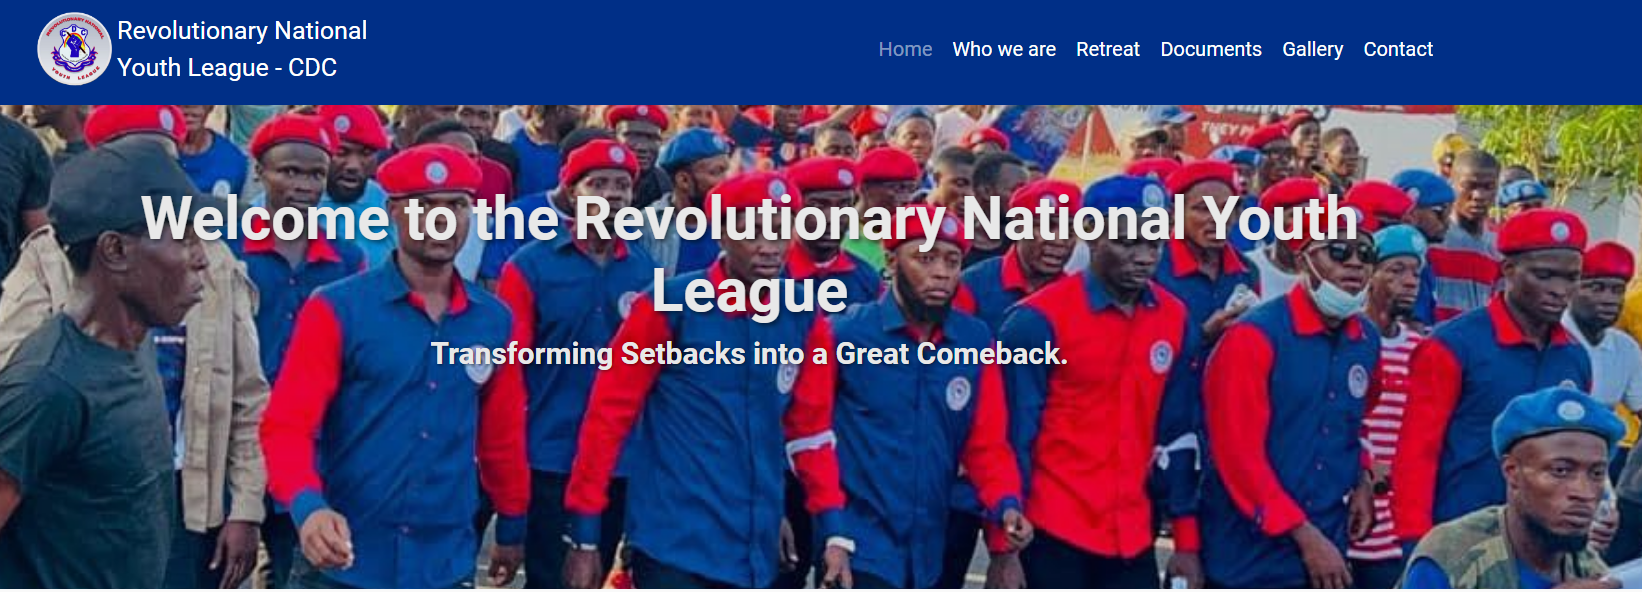 Revolutionary National
Youth League - CDC
Home Who we are Retreat Documents Gallery Contact
Welcome to the Revolutionary National Youth
League
Transforming Setbacks into a Great Comeback.
REVOLUTIONARY NATIONAL
CDC
YOUTH LEAGUE